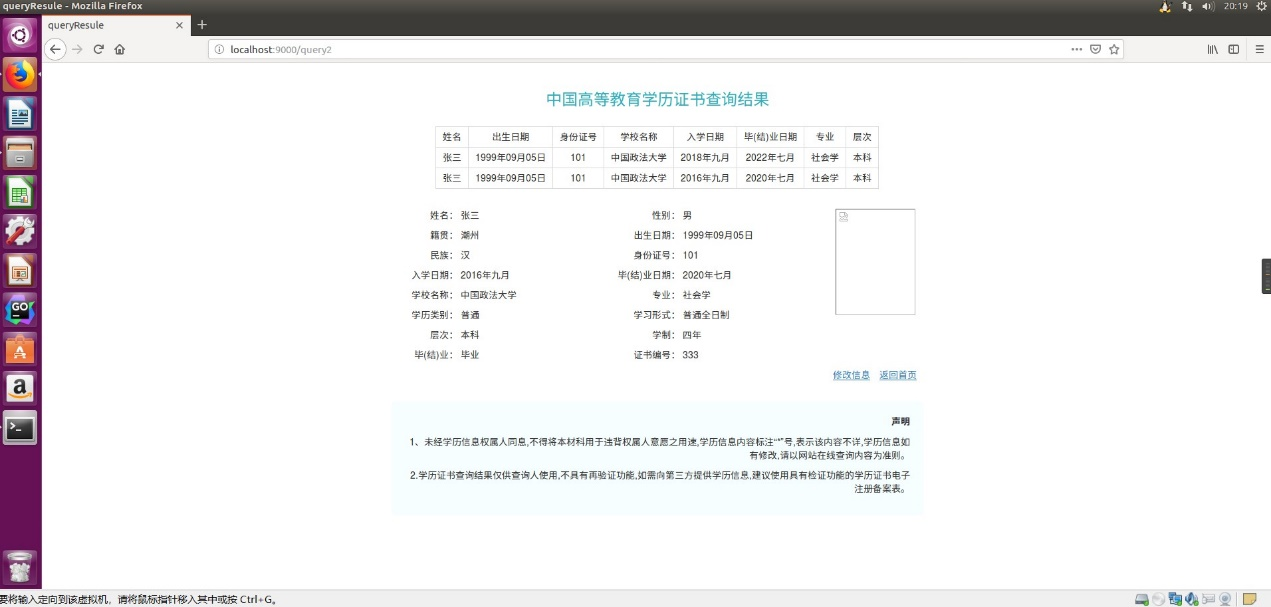 queryResule - Mozilla Firefox
20:19
queryResule
localhost:9000/query2
中国高等教育学历证书查询结果
姓名 出生日期 身份证号 学校名称 入学日期 毕(结)业日期 专业 层次
张三 1999年09月05日 101 中国政法大学 2018年九月 2022年七月 社会学 本科
张三 1999年09月05日 101 中国政法大学 2016年九月 2020年七月 社会学 本科
姓名: 张三 性别: 男
籍贯: 潮州 出生日期: 1999年09月05日
民族: 汉 身份证号: 101
入学日期: 2016年九月 毕(结)业日期: 2020年七月
学校名称: 中国政法大学 专业: 社会学
学历类别: 普通 学习形式: 普通全日制
层次: 本科 学制: 四年
毕(结)业: 毕业 证书编号: 333
修改信息 返回首页
声明
1、未经学历信息权属人同息,不得将本材料用于违背权属人意愿之用途,学历信息内容标注“*”号,表示该内容不详,学历信息如
有修改,请以网站在线查询内容为准则。
2.学历证书查询结果仅供查询人使用,不具有再验证功能,如需向第三方提供学历信息,建议使用具有检证功能的学历证书电子
注册备案表。
GO
A
a
要将输入定向到该虚拟机，请将鼠标指针移入其中或按 Ctrl+G。